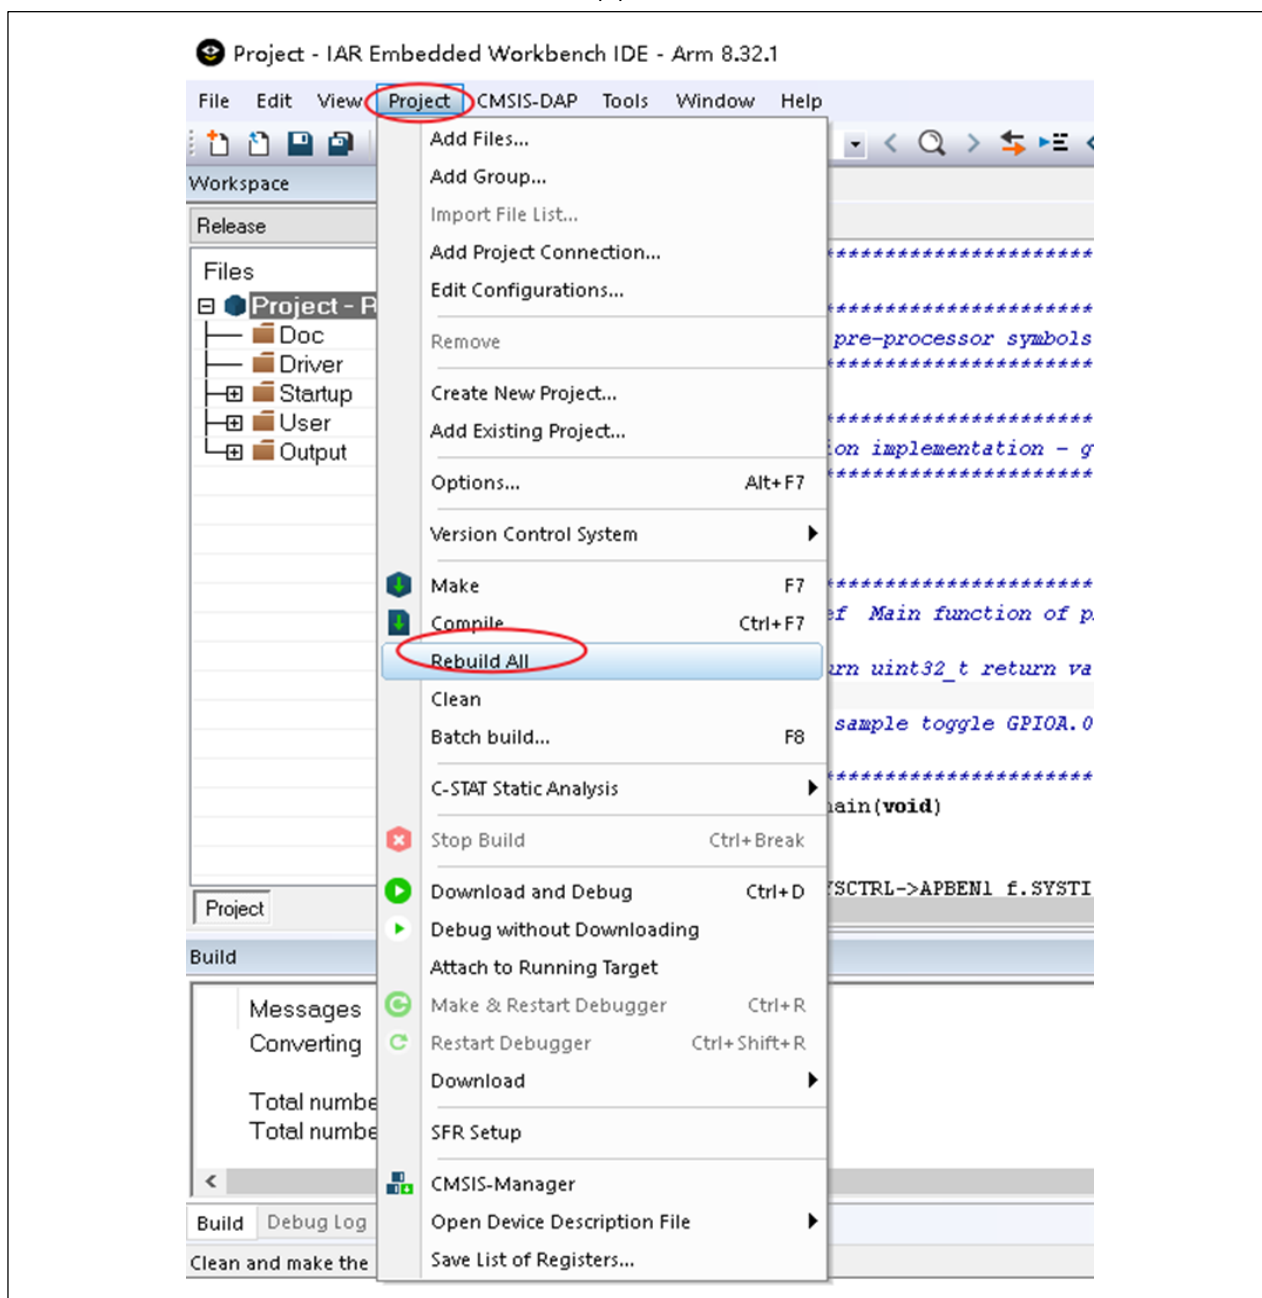 Project - IAR Embedded Workbench IDE - Arm 8.32.1
File Edit View Project CMSIS-DAP Tools Window Help
Workspace
Release
Files
Project - R
Doc
Driver
Startup
User
Output
Project
Add Files...
Add Group...
Import File List...
Add Project Connection...
Edit Configurations...
Remove
Create New Project...
Add Existing Project...
Options... Alt+F7
Version Control System
Make F7
Compile Ctrl+F7
Rebuild All
Clean
Batch build... F8
C-STAT Static Analysis
Stop Build Ctrl+Break
Download and Debug Ctrl+D
Debug without Downloading
Attach to Running Target
Make & Restart Debugger Ctrl+R
Restart Debugger Ctrl+Shift+R
Download
SFR Setup
CMSIS-Manager
Open Device Description File
Save List of Registers...
***********************
***********************
pre-processor symbols
***********************
***********************
ion implementation - g
***********************
***********************
ef Main function of p
urn uint32_t return va
sample toggle GPIOA.0
***********************
main(void)
YSCTRL->APBEN1_f.SYSTI
Build
Messages
Converting
Total numbe
Total numbe
Build Debug Log
Clean and make the